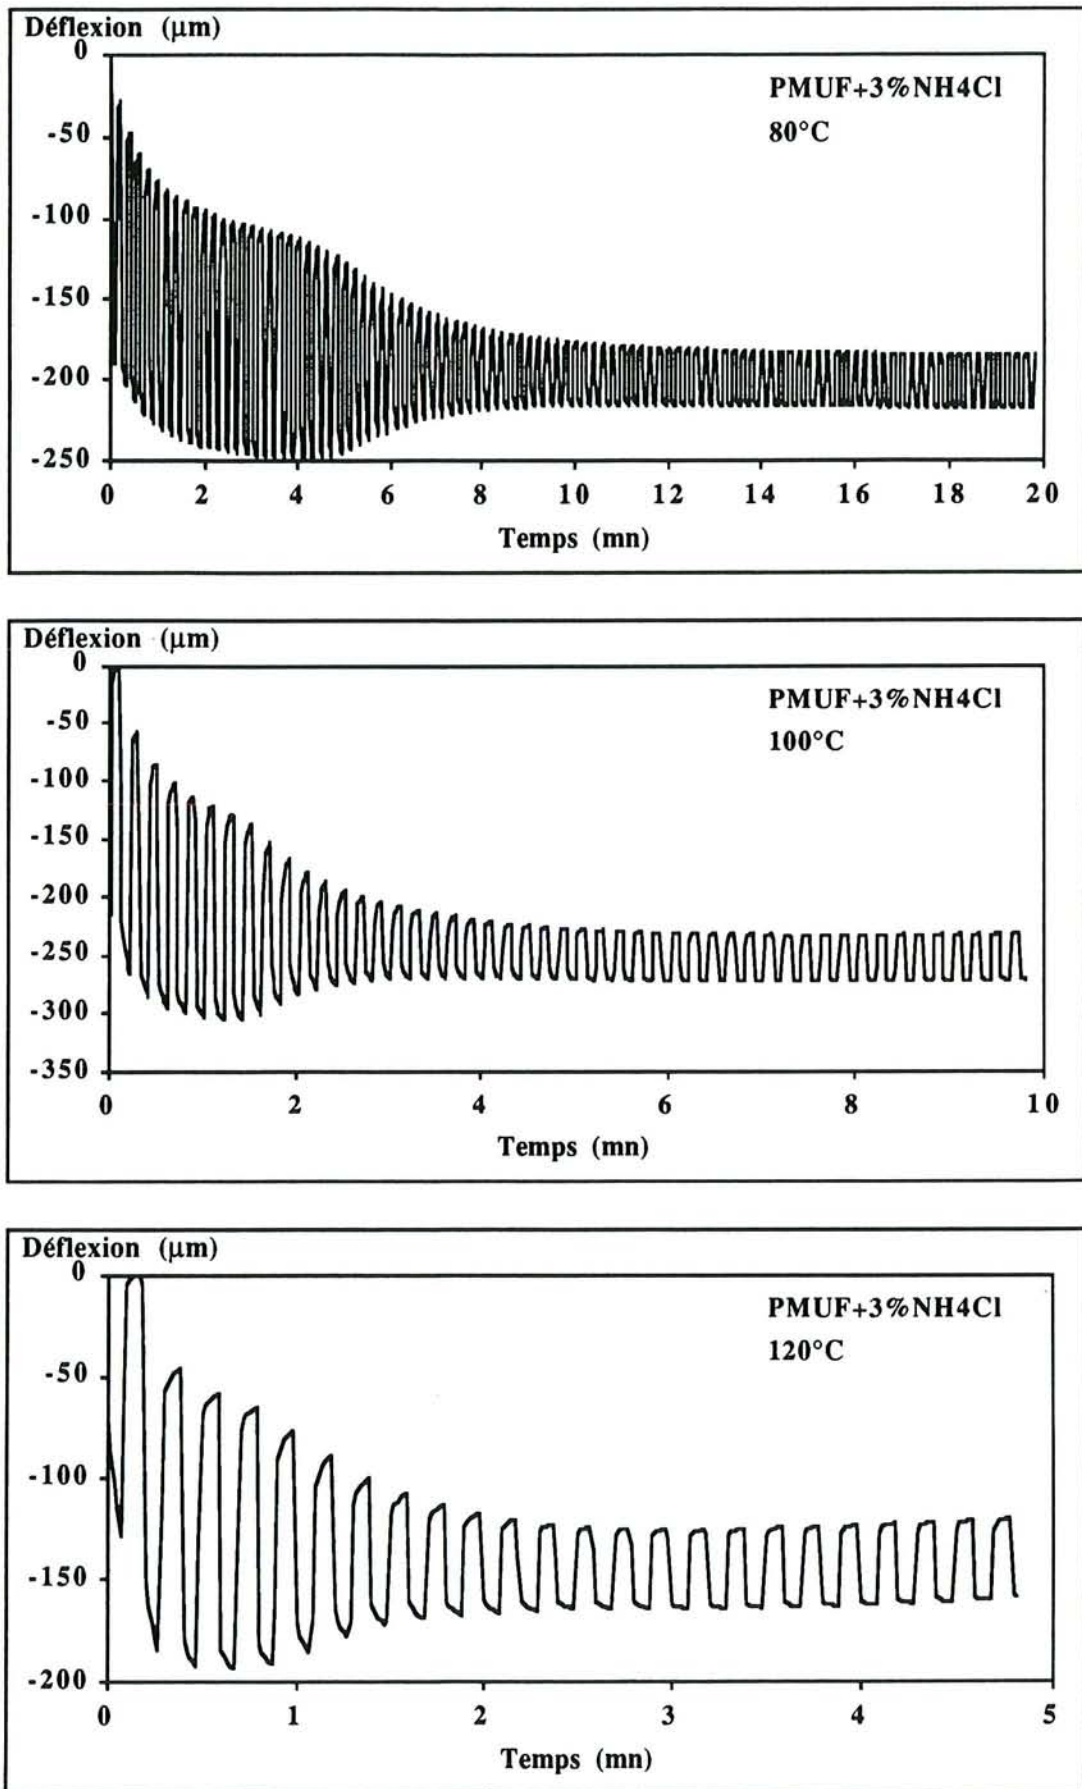 Déflexion (µm)
0
-50
-100
-150
-200
-250
PMUF+3%NH4Cl
80°C
0 2 4 6 8 10 12 14 16 18 20
Temps (mn)
Déflexion (µm)
0
-50
-100
-150
-200
-250
-300
-350
PMUF+3%NH4Cl
100°C
0 2 4 6 8 10
Temps (mn)
Déflexion (µm)
0
-50
-100
-150
-200
PMUF+3%NH4Cl
120°C
0 1 2 3 4 5
Temps (mn)